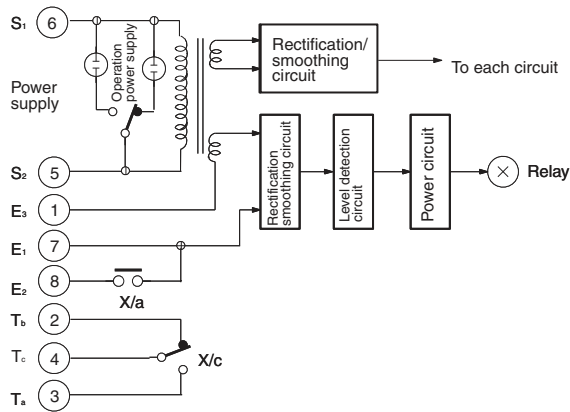 S₁ 6
Operation
power supply
Power
supply
Rectification/
smoothing
circuit
To each circuit
S₂ 5
E₃ 1
Rectification
smoothing circuit
Level detection
circuit
Power circuit
Relay
E₁ 7
E₂ 8
X/a
Tb 2
Tc 4
X/c
Ta 3